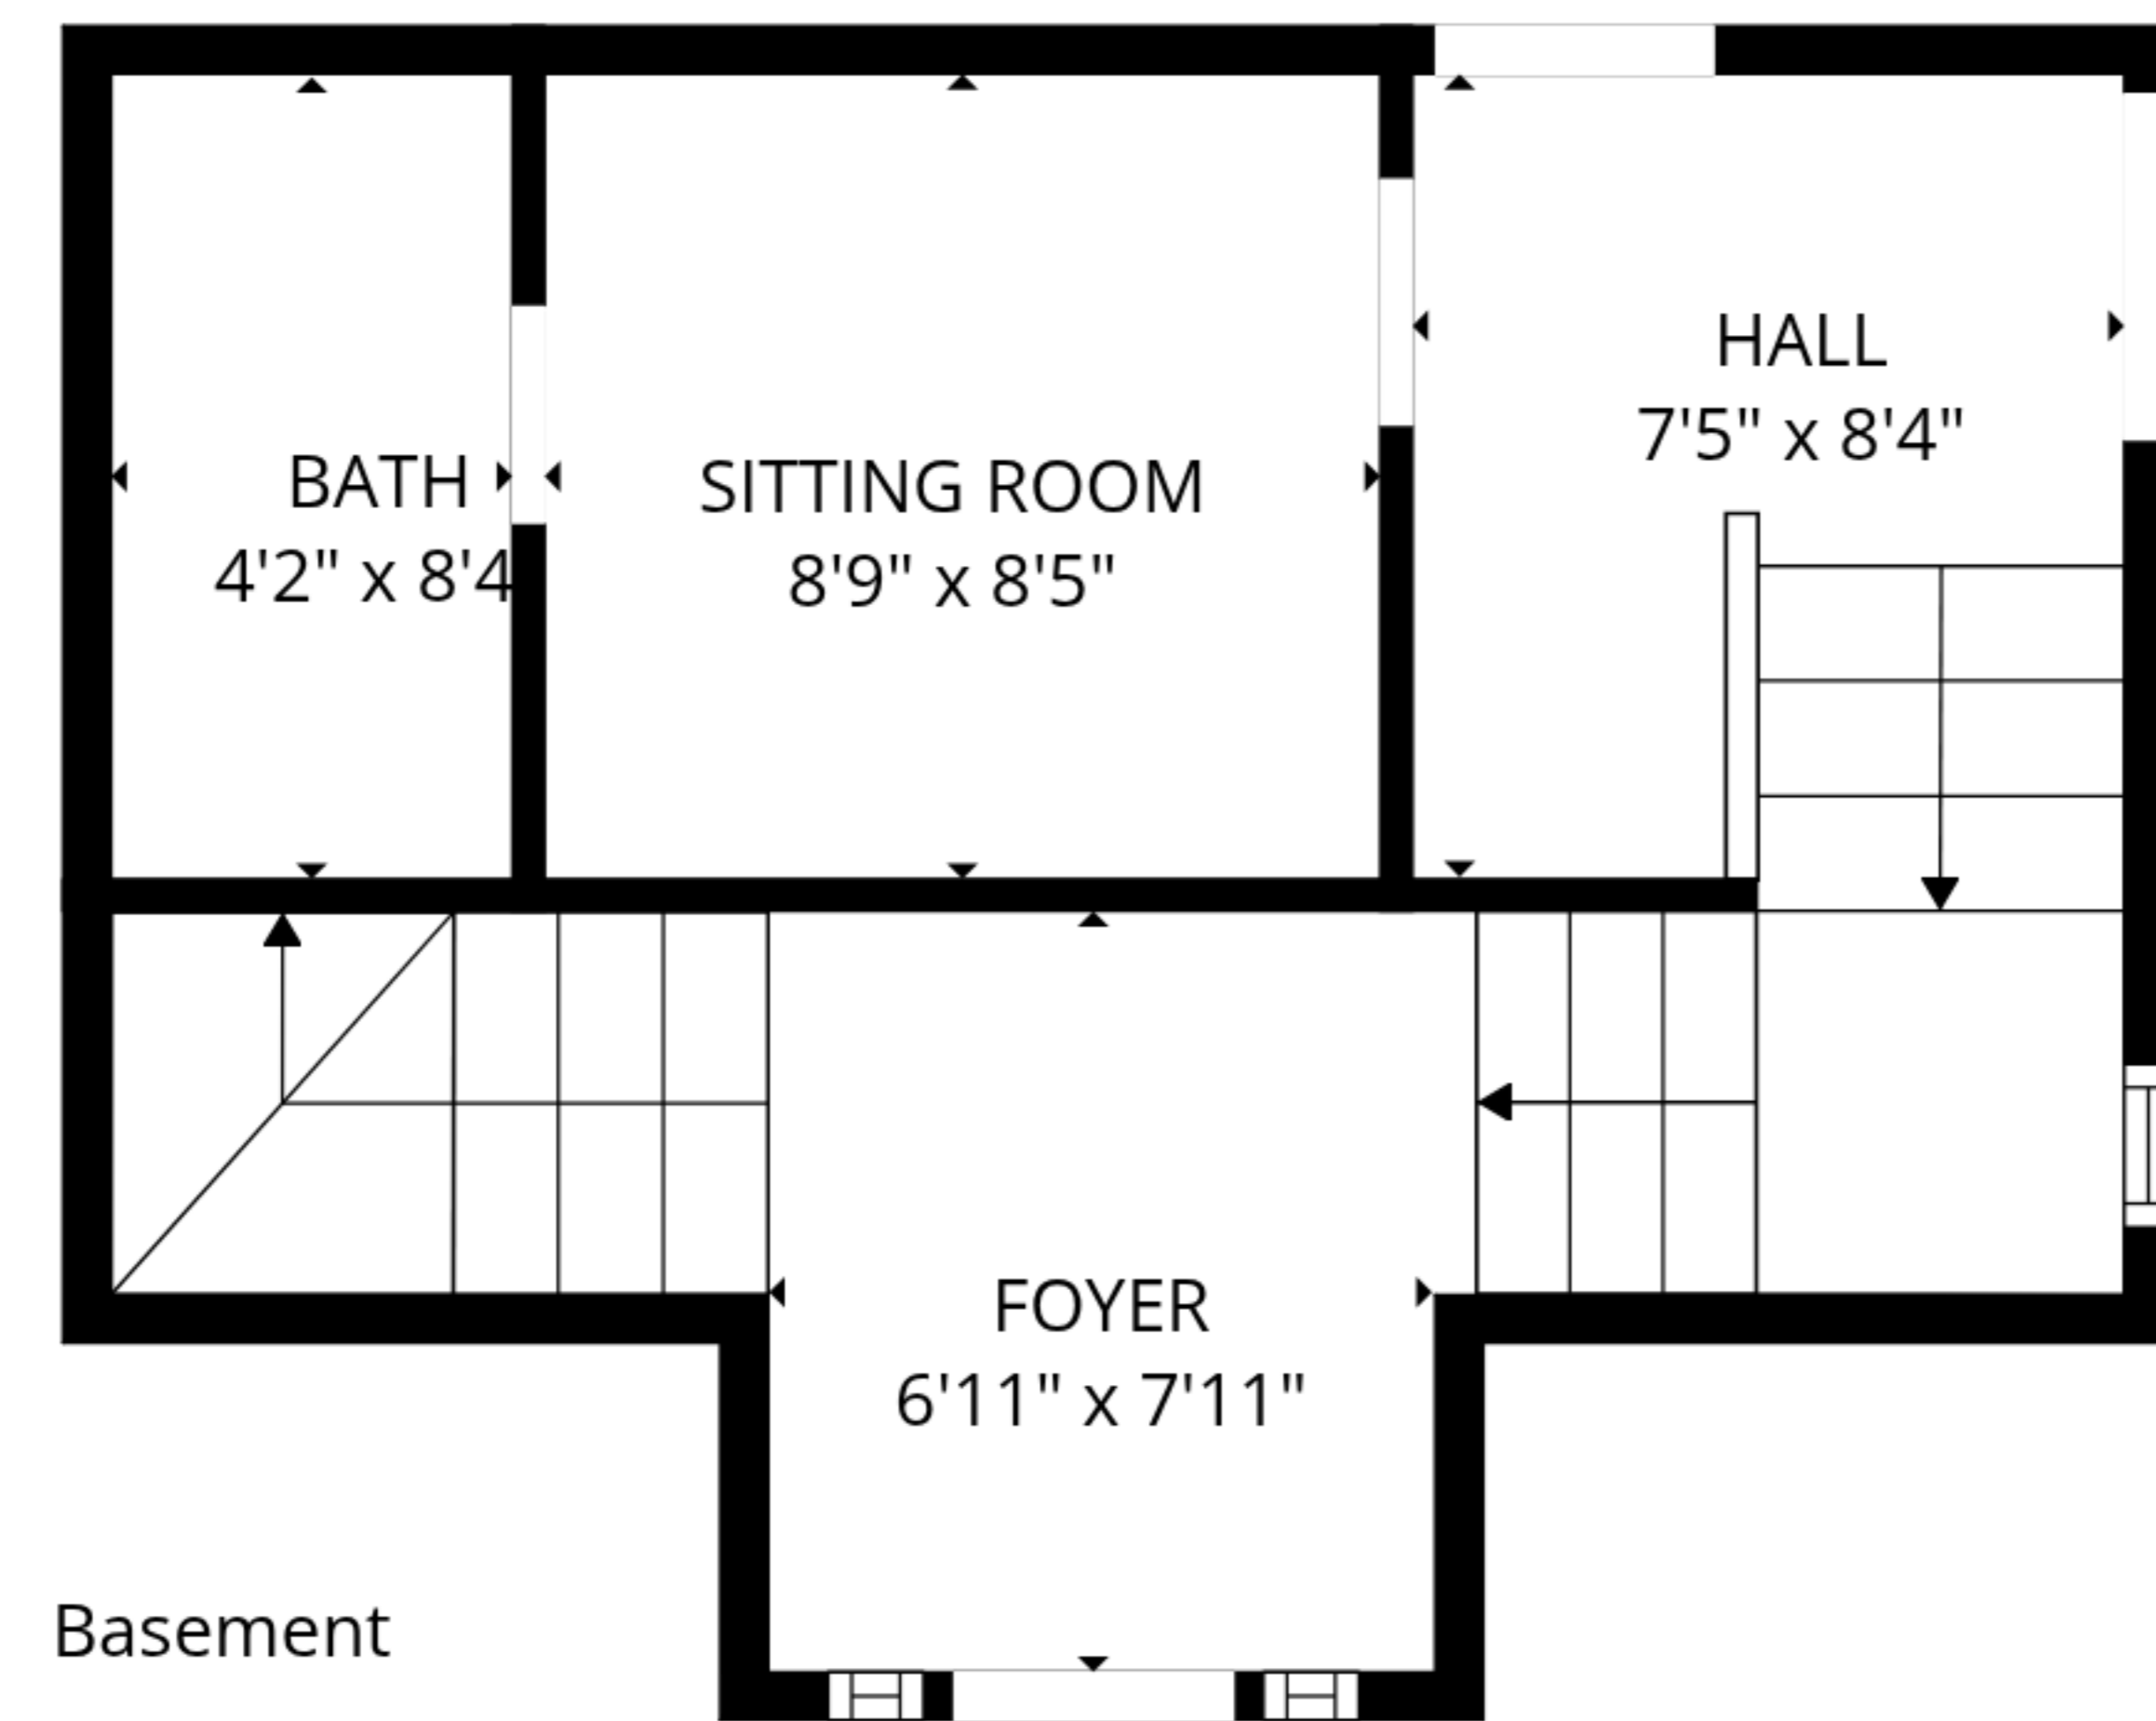 HALL
7'5" x 8'4"
BATH
4'2" x 8'4
SITTING ROOM
8'9" x 8'5"
FOYER
6'11" x 7'11"
Basement